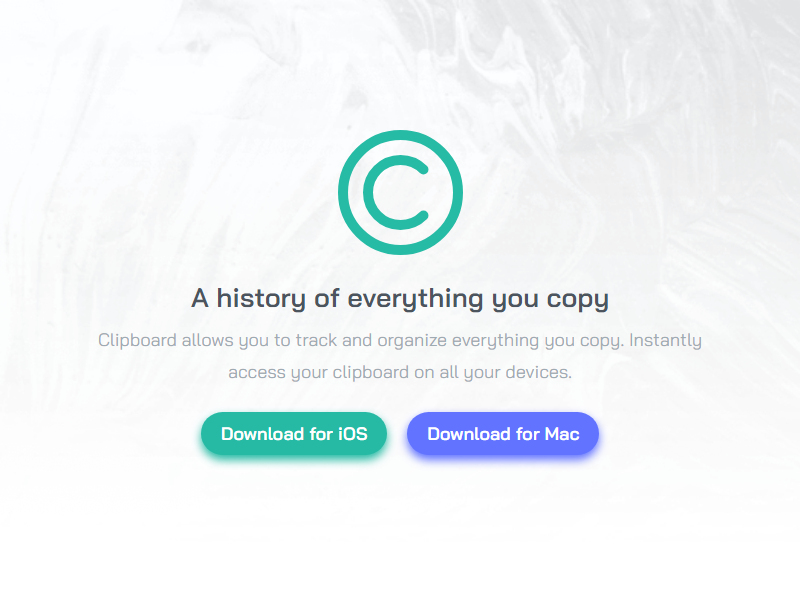 C
A history of everything you copy
Clipboard allows you to track and organize everything you copy. Instantly
access your clipboard on all your devices.
Download for iOS
Download for Mac